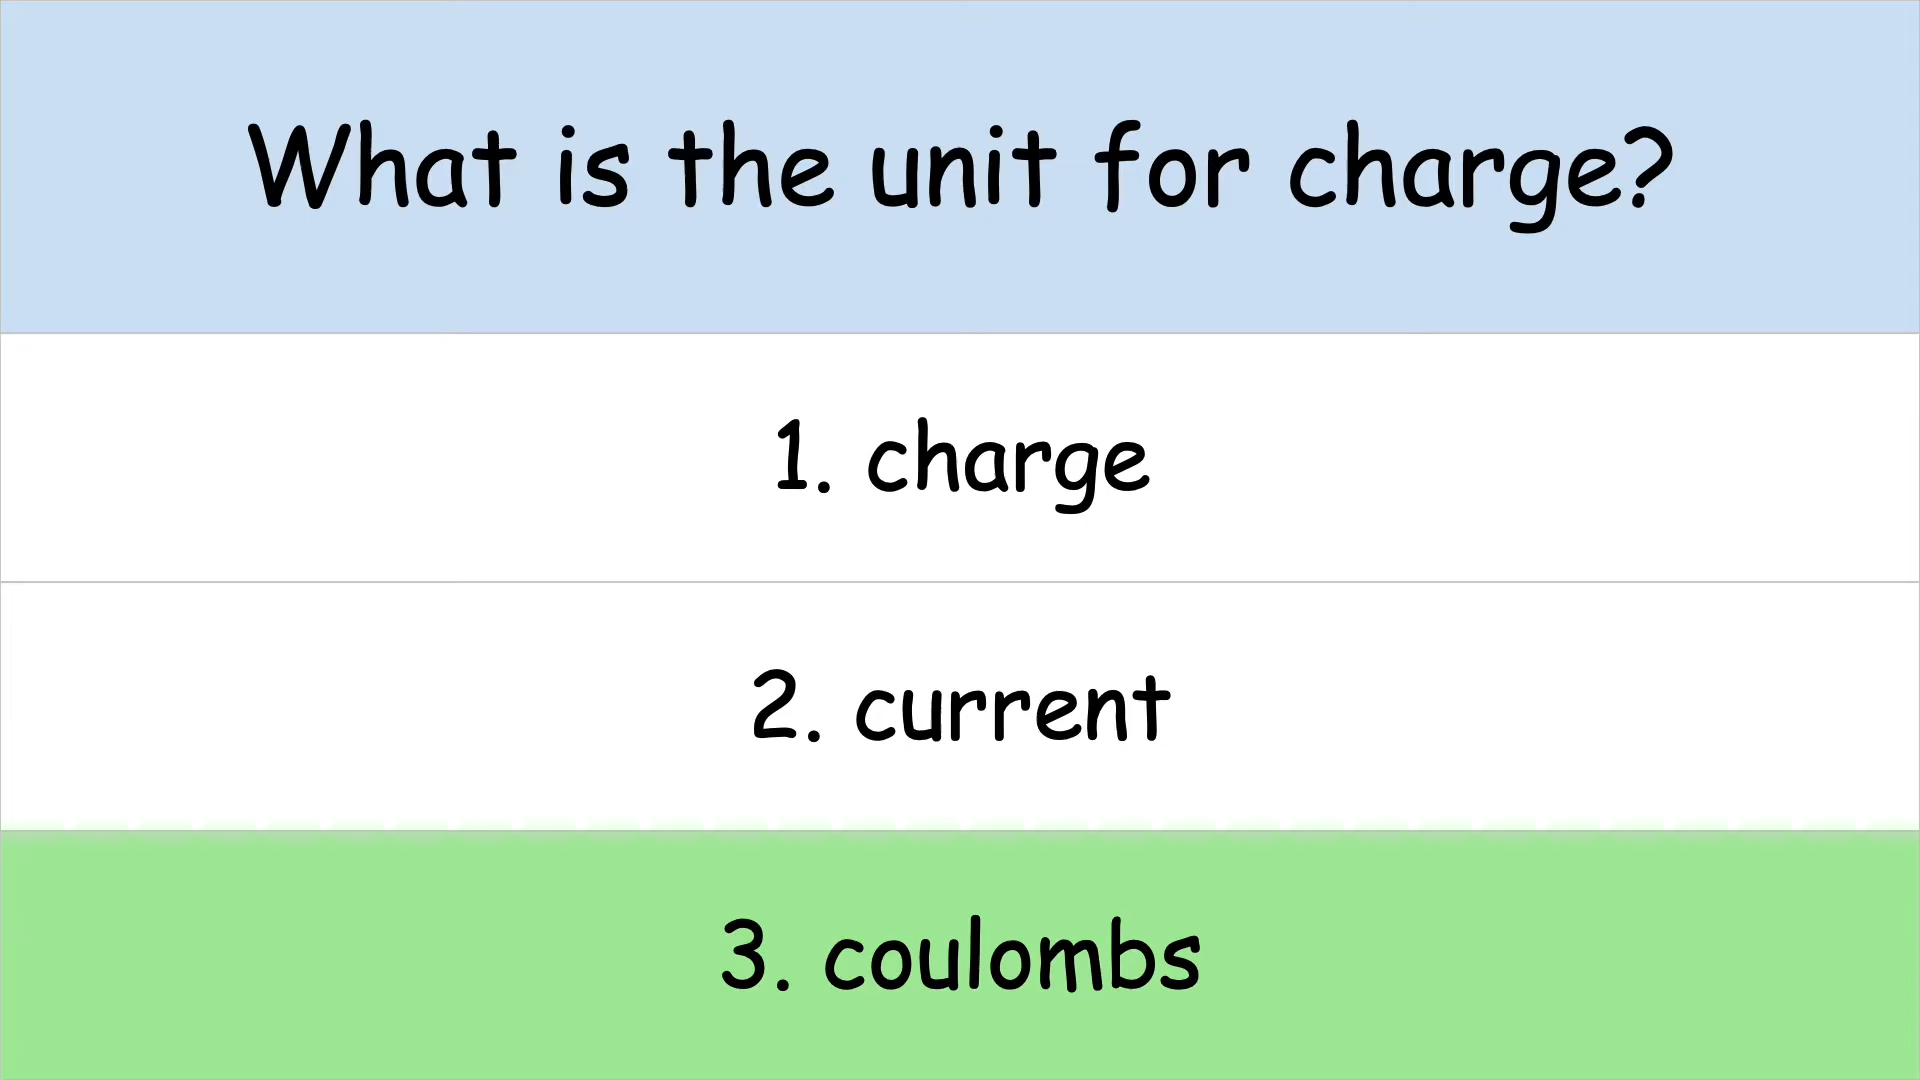 What is the unit for charge?
1. charge
2. current
3. coulombs